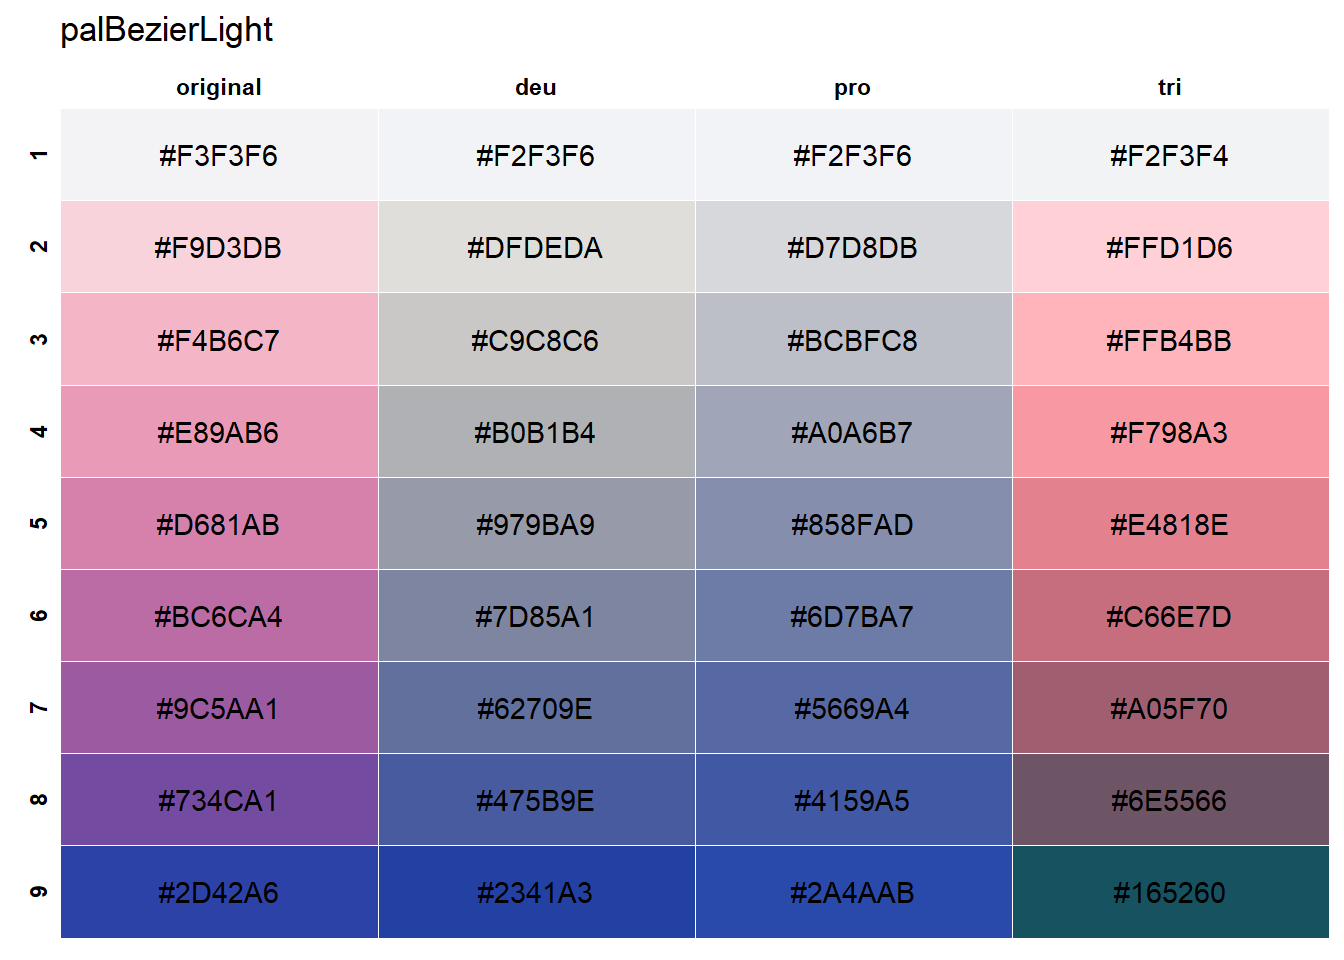 palBezierLight
original deu pro tri
1 #F3F3F6 #F2F3F6 #F2F3F6 #F2F3F4
2 #F9D3DB #DFDEDA #D7D8DB #FFD1D6
3 #F4B6C7 #C9C8C6 #BCBFC8 #FFB4BB
4 #E89AB6 #B0B1B4 #A0A6B7 #F798A3
5 #D681AB #979BA9 #858FAD #E4818E
6 #BC6CA4 #7D85A1 #6D7BA7 #C66E7D
7 #9C5AA1 #62709E #5669A4 #A05F70
8 #734CA1 #475B9E #4159A5 #6E5566
9 #2D42A6 #2341A3 #2A4AAB #165260